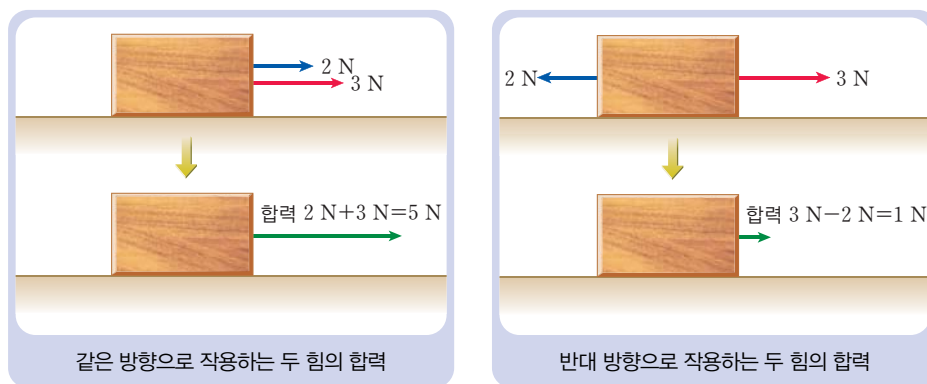 2 N
3 N
합력 2 N+3 N=5 N
같은 방향으로 작용하는 두 힘의 합력
2 N
3 N
합력 3 N-2 N=1 N
반대 방향으로 작용하는 두 힘의 합력